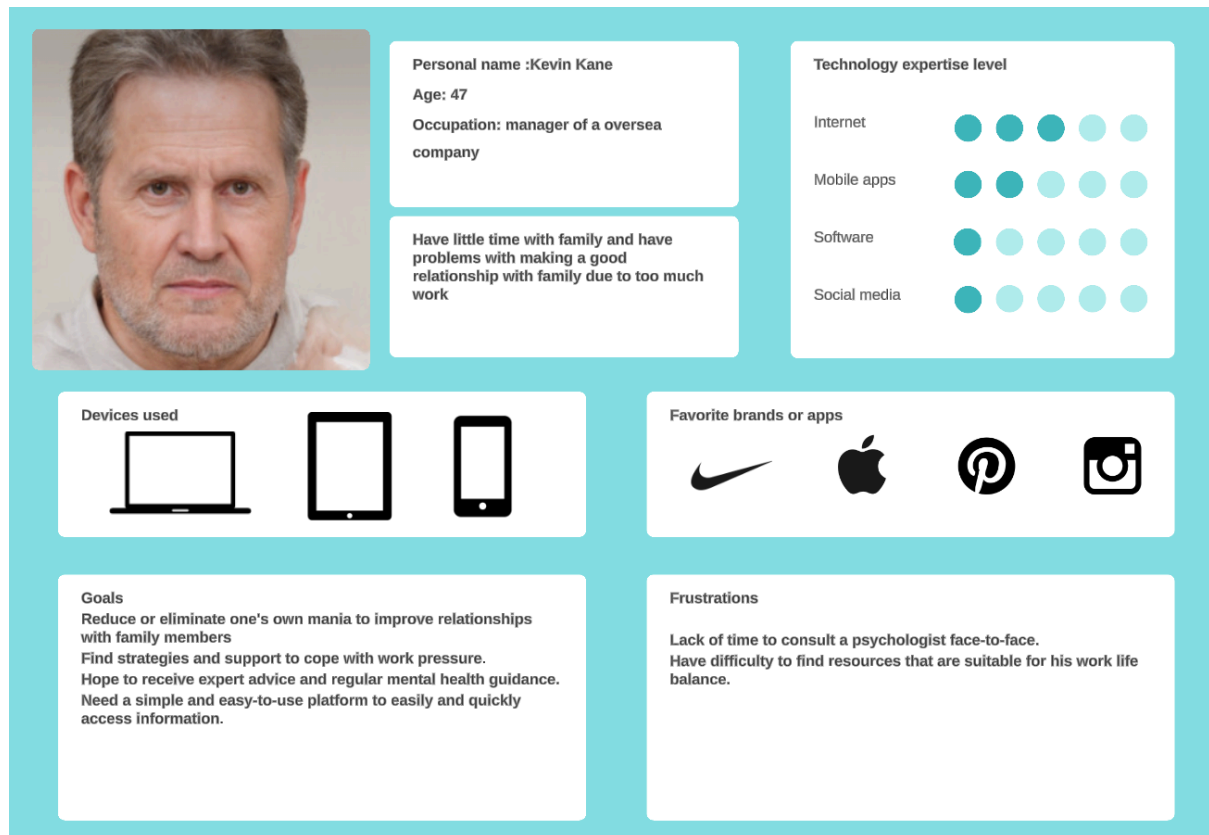 Personal name :Kevin Kane
Age: 47
Occupation: manager of a oversea
company
Have little time with family and have
problems with making a good
relationship with family due to too much
work
Technology expertise level
Internet
Mobile apps
Software
Social media
Devices used
Favorite brands or apps
Goals
Reduce or eliminate one's own mania to improve relationships
with family members
Find strategies and support to cope with work pressure.
Hope to receive expert advice and regular mental health guidance.
Need a simple and easy-to-use platform to easily and quickly
access information.
Frustrations
Lack of time to consult a psychologist face-to-face.
Have difficulty to find resources that are suitable for his work life
balance.